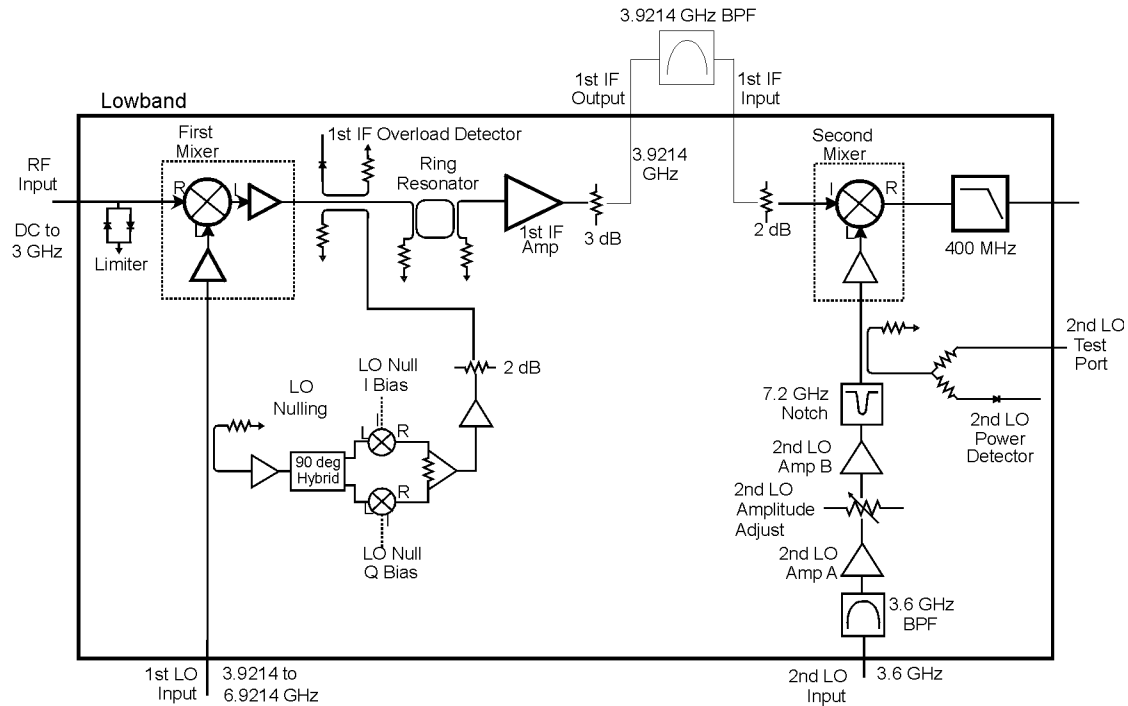 3.9214 GHz BPF
1st IF
Output
1st IF
Input
Lowband
First
Mixer
1st IF Overload Detector
3.9214
GHz
Second
Mixer
RF
Input
R
I
L
Ring
Resonator
I
R
L
DC to
3 GHz
Limiter
1st IF
Amp
3 dB
2 dB
400 MHz
2nd LO
Test
Port
LO
Nulling
LO Null
I Bias
2 dB
7.2 GHz
Notch
2nd LO
Power
Detector
90 deg
Hybrid
L
I
R
L
R
I
2nd LO
Amp B
2nd LO
Amplitude
Adjust
LO Null
Q Bias
2nd LO
Amp A
3.6 GHz
BPF
1st LO
Input
3.9214 to
6.9214 GHz
2nd LO
Input
3.6 GHz